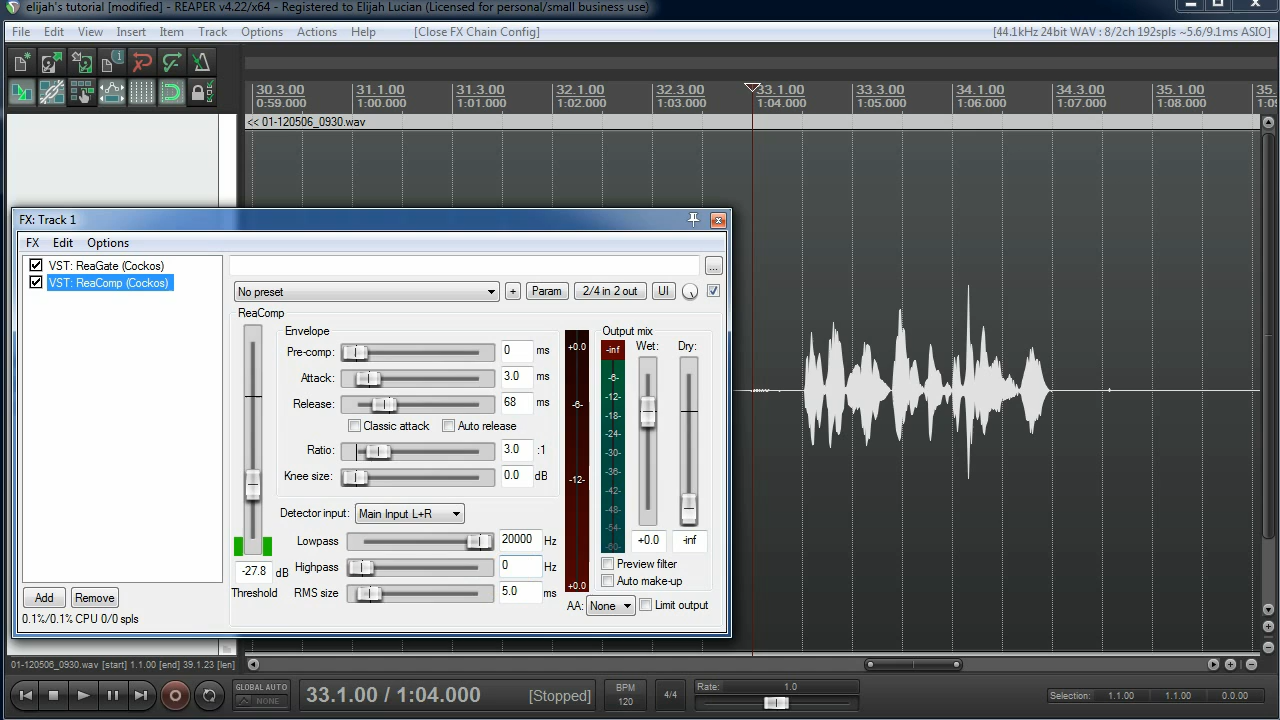 elijah's tutorial [modified] - REAPER v4.22/x64 - Registered to Elijah Lucian (Licensed for personal/small business use)
File Edit View Insert Item Track Options Actions Help [Close FX Chain Config] [44.1kHz 24bit WAV : 8/2ch 192spls ~5.6/9.1ms ASIO]
30.3.00 31.1.00 31.3.00 32.1.00 32.3.00 33.1.00 33.3.00 34.1.00 34.3.00 35.1.00 35.
0:59.000 1:00.000 1:01.000 1:02.000 1:03.000 1:04.000 1:05.000 1:06.000 1:07.000 1:08.000
<< 01-120506_0930.wav
FX: Track 1
FX Edit Options
VST: ReaGate (Cockos)
VST: ReaComp (Cockos)
...
No preset + Param 2/4 in 2 out UI
ReaComp
Envelope
Pre-comp: 0 ms
Attack: 3.0 ms
Release: 68 ms
Classic attack Auto release
Ratio: 3.0 :1
Knee size: 0.0 dB
Detector input: Main Input L+R
Lowpass 20000 Hz
Highpass 0 Hz
RMS size 5.0 ms
-27.8 dB
Threshold
+0.0
-6-
-12-
+0.0
Output mix
Wet: Dry:
-inf
-6-
-12-
-18-
-24-
-30-
-36-
-42-
-48-
-54-
-60-
+0.0 -inf
Preview filter
Auto make-up
AA: None Limit output
Add Remove
0.1%/0.1% CPU 0/0 spls
01-120506_0930.wav [start] 1.1.00 [end] 39.1.23 [len]
GLOBAL AUTO
NONE
33.1.00 / 1:04.000 [Stopped]
BPM
120
4/4
Rate: 1.0
Selection: 1.1.00 1.1.00 0.0.00